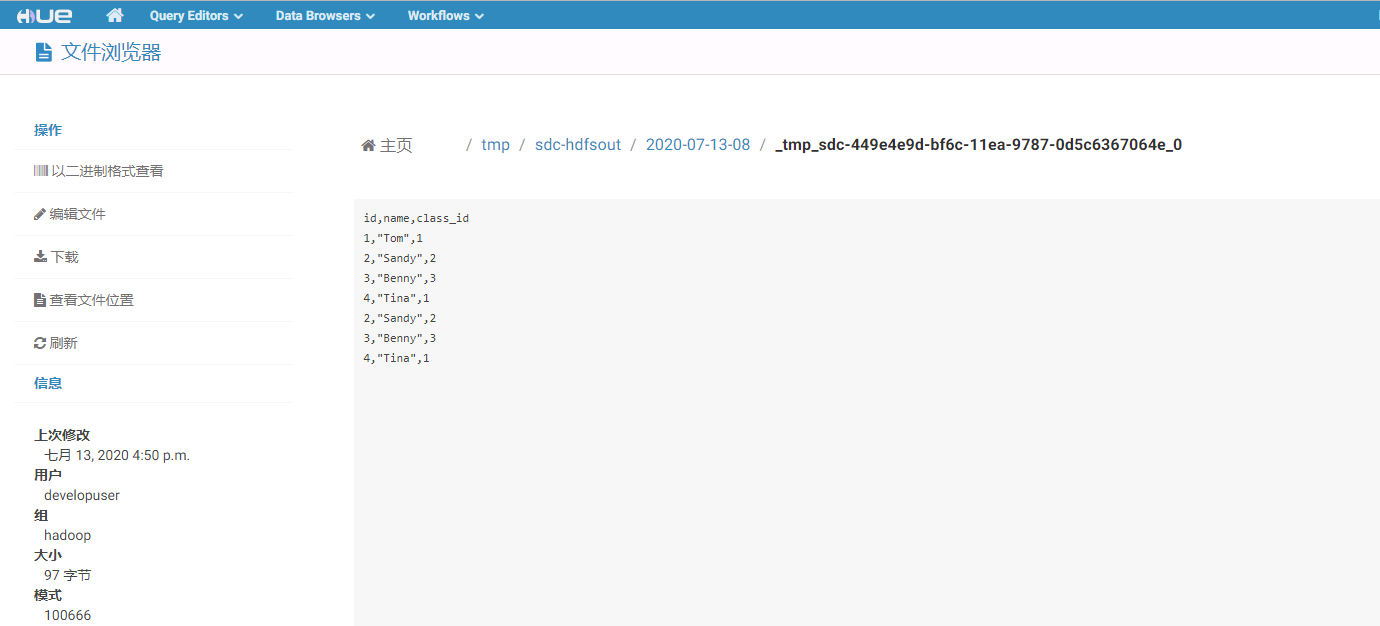 HUE
Query Editors
Data Browsers
Workflows
文件浏览器
操作
以二进制格式查看
编辑文件
下载
查看文件位置
刷新
信息
上次修改
七月 13, 2020 4:50 p.m.
用户
developuser
组
hadoop
大小
97 字节
模式
100666
主页 / tmp / sdc-hdfsout / 2020-07-13-08 / _tmp_sdc-449e4e9d-bf6c-11ea-9787-0d5c6367064e_0
id,name,class_id
1,"Tom",1
2,"Sandy",2
3,"Benny",3
4,"Tina",1
2,"Sandy",2
3,"Benny",3
4,"Tina",1